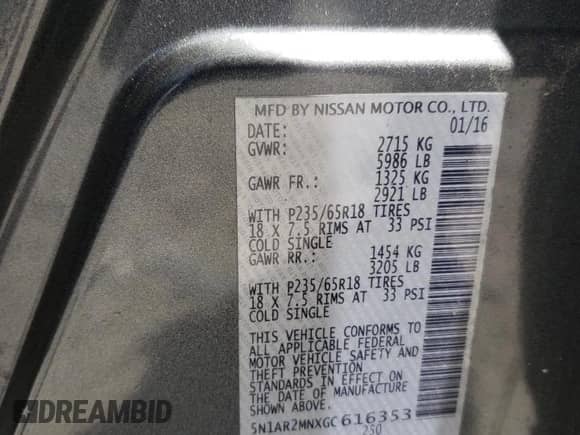 MFD BY NISSAN MOTOR CO., LTD.
DATE: 01/16
GVWR: 2715 KG
5986 LB
GAWR FR.: 1325 KG
2921 LB
WITH P235/65R18 TIRES
18 X 7.5 RIMS AT 33 PSI
COLD SINGLE
GAWR RR.: 1454 KG
3205 LB
WITH P235/65R18 TIRES
18 X 7.5 RIMS AT 33 PSI
COLD SINGLE
THIS VEHICLE CONFORMS TO
ALL APPLICABLE FEDERAL
MOTOR VEHICLE SAFETY AND
THEFT PREVENTION
STANDARDS IN EFFECT ON
THE DATE OF MANUFACTURE
SHOWN ABOVE.
5N1AR2MNXGC616353
250
DREAMBID